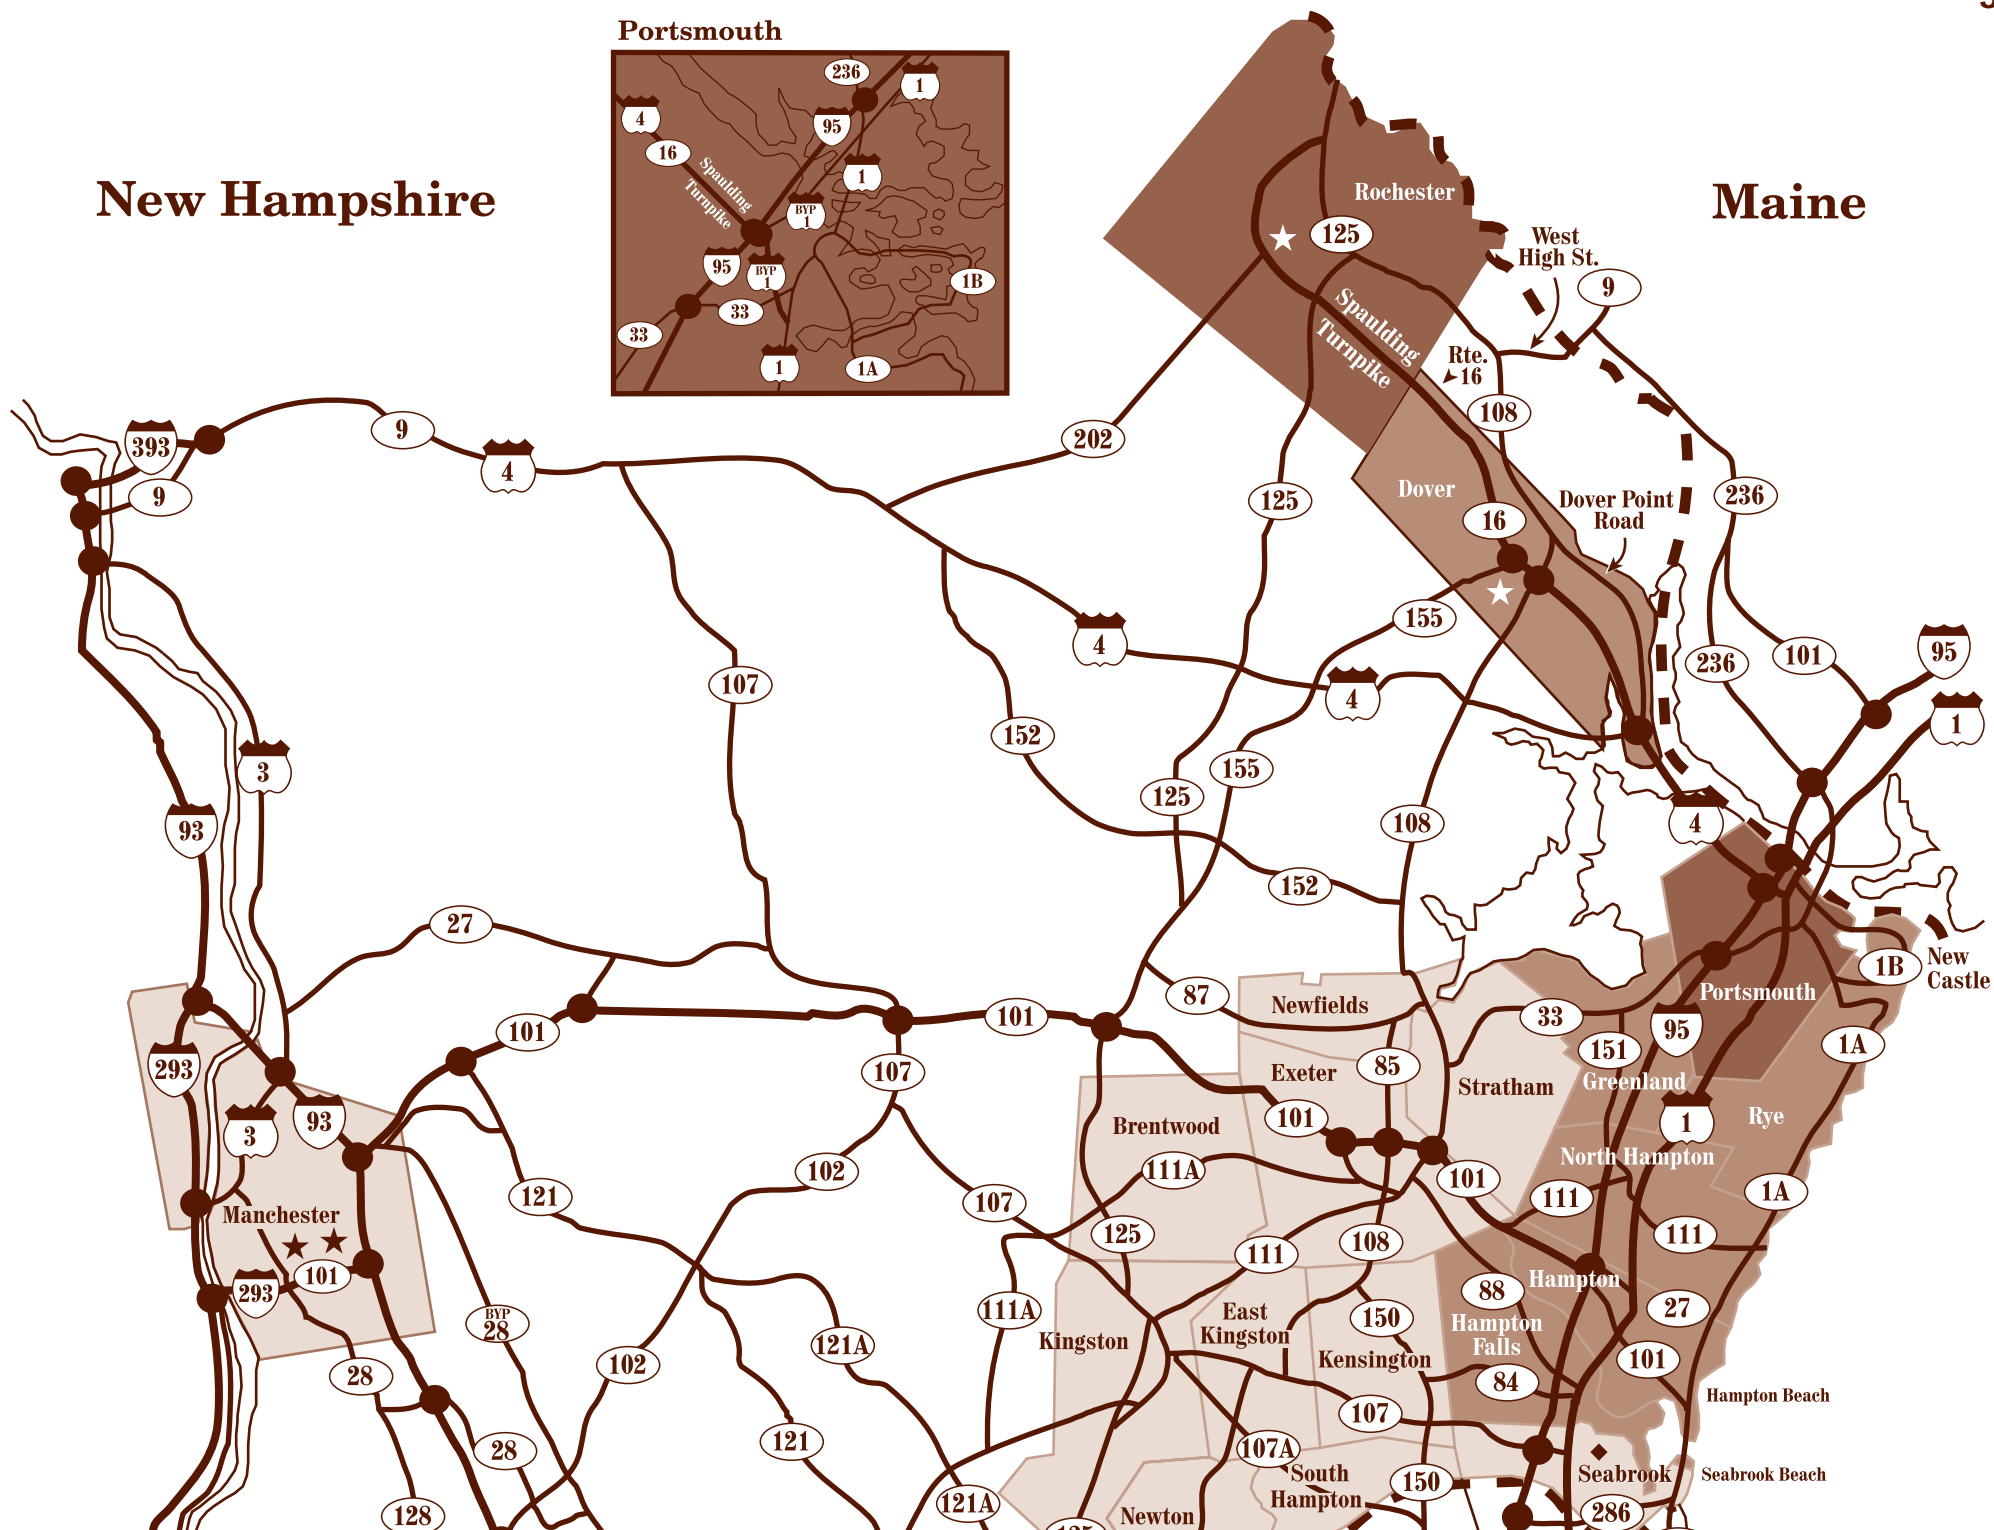 Portsmouth
236
1
4
95
16
Spaulding
Turnpike
1
BYP
1
95
BYP
1
1B
33
33
1
1A
New Hampshire
Maine
Rochester
125
West
High St.
9
Spaulding
Turnpike
Rte.
16
108
393
9
4
9
202
125
Dover
16
Dover Point
Road
236
155
4
107
4
236
101
95
1
152
3
93
125
155
108
4
152
27
1B
New
Castle
87
Newfields
101
101
33
Portsmouth
95
151
1A
293
107
Exeter
85
Stratham
Greenland
3
93
Brentwood
101
1
Rye
North Hampton
102
111A
101
111
1A
121
107
Manchester
125
111
108
111
101
293
Hampton
88
27
111A
East
Kingston
150
Hampton
Falls
BYP
28
121A
Kingston
Kensington
101
102
28
84
Hampton Beach
107
121
28
107A
South
Hampton
150
Seabrook
Seabrook Beach
121A
128
Newton
286
125